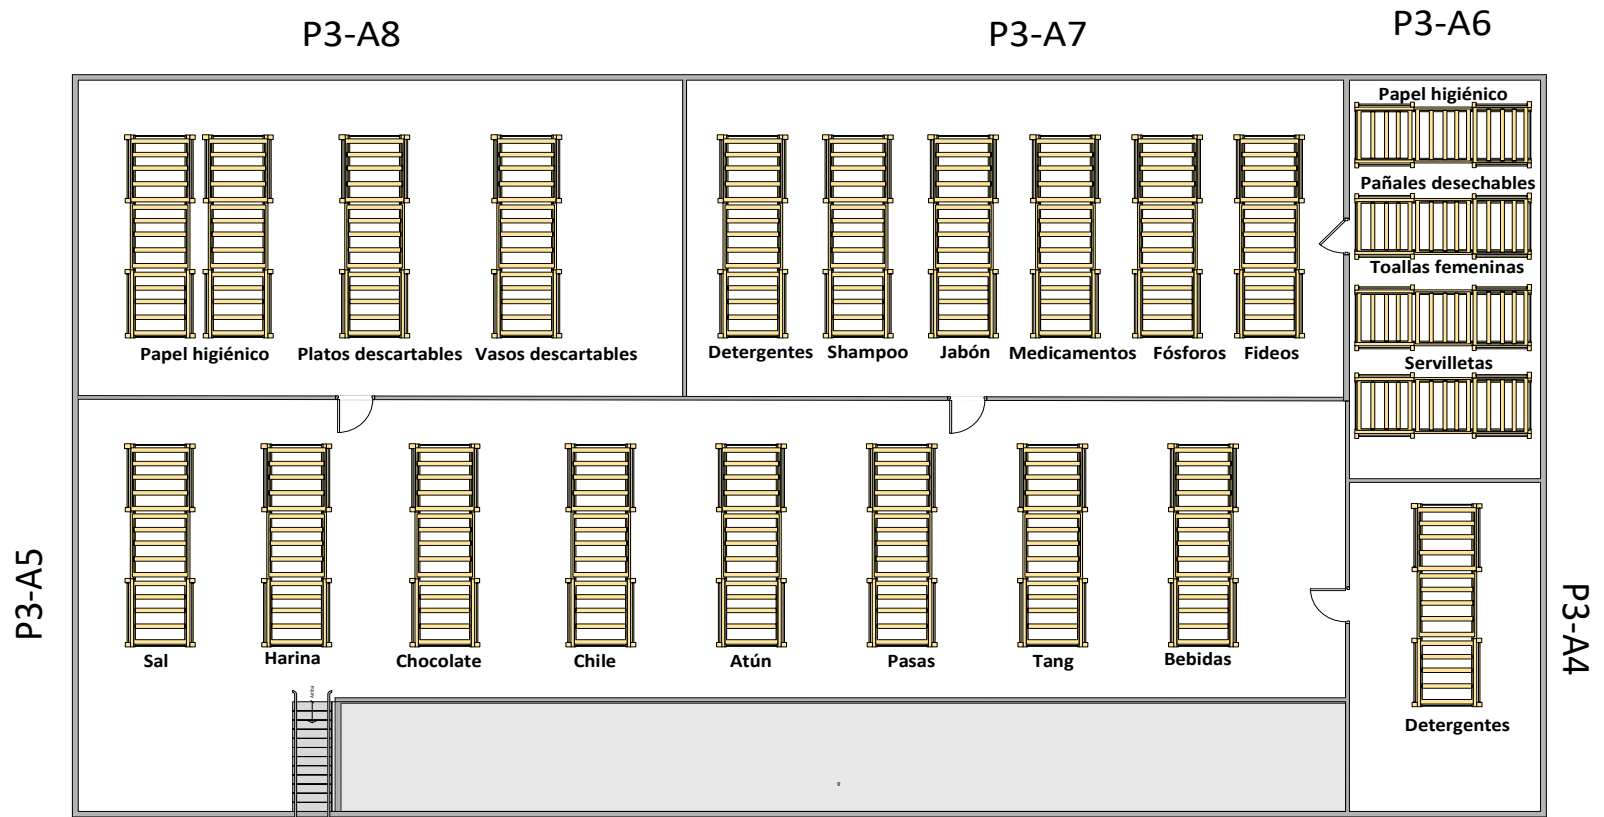 P3-A8
P3-A7
P3-A6
Papel higiénico
Pañales desechables
Toallas femeninas
Servilletas
Papel higiénico
Platos descartables
Vasos descartables
Detergentes
Shampoo
Jabón
Medicamentos
Fósforos
Fideos
P3-A5
Sal
Harina
Chocolate
Chile
Atún
Pasas
Tang
Bebidas
P3-A4
Detergentes
Arriba